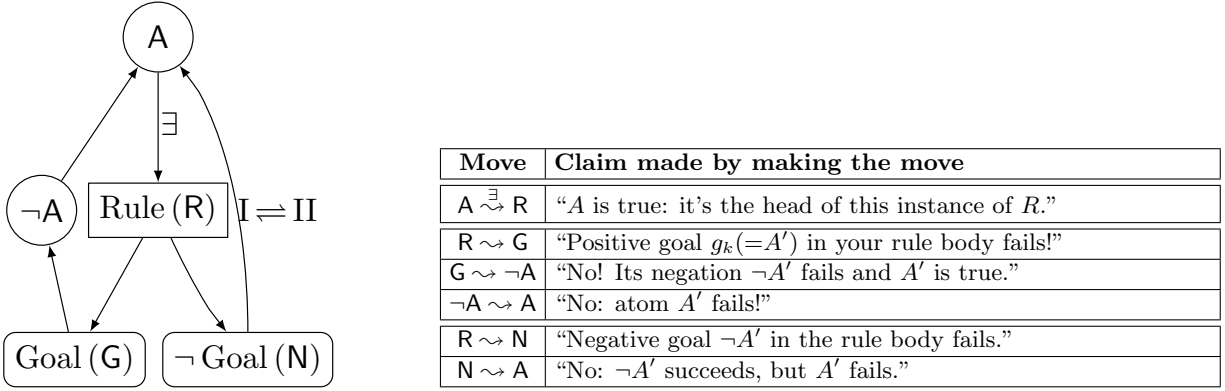 A
∃
¬A
Rule (R)
I ⇌ II
Goal (G)
¬ Goal (N)
Move Claim made by making the move
A ∃⇝ R "A is true: it's the head of this instance of R."
R ⇝ G "Positive goal gₖ(=A′) in your rule body fails!"
G ⇝ ¬A "No! Its negation ¬A′ fails and A′ is true."
¬A ⇝ A "No: atom A′ fails!"
R ⇝ N "Negative goal ¬A′ in the rule body fails."
N ⇝ A "No: ¬A′ succeeds, but A′ fails."